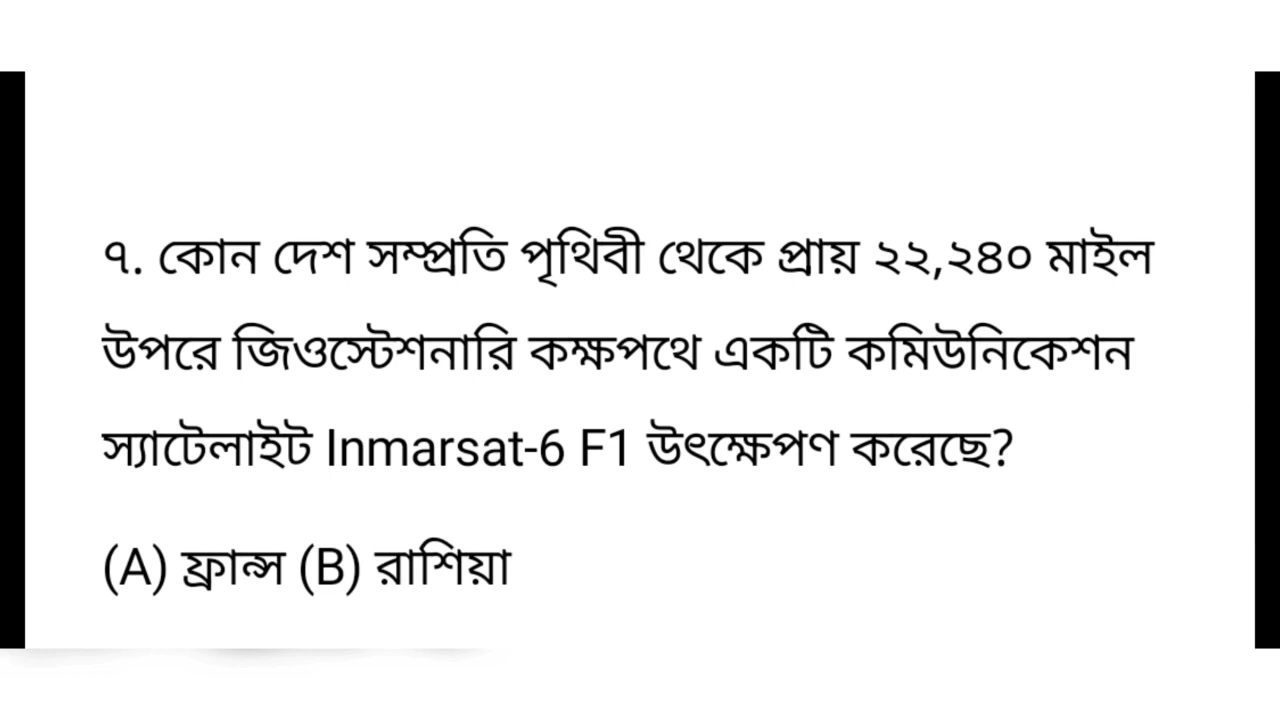 ৭. কোন দেশ সম্প্রতি পৃথিবী থেকে প্রায় ২২,২৪০ মাইল
উপরে জিওস্টেশনারি কক্ষপথে একটি কমিউনিকেশন
স্যাটেলাইট Inmarsat-6 F1 উৎক্ষেপণ করেছে?
(A) ফ্রান্স (B) রাশিয়া